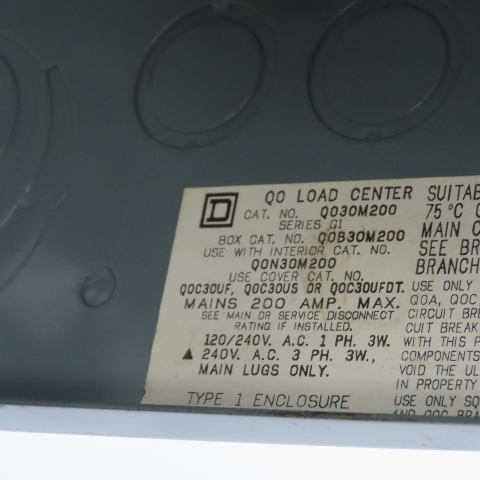 QO LOAD CENTER
CAT. NO. QO30M200
SERIES G1
BOX CAT. NO. QOB30M200
USE WITH INTERIOR CAT. NO.
QON30M200
USE COVER CAT. NO.
QOC30UF, QOC30US OR QOC30UFDT.
MAINS 200 AMP. MAX.
SEE MAIN OR SERVICE DISCONNECT
RATING IF INSTALLED.
120/240V. A.C. 1 PH. 3W.
▲ 240V. A.C. 3 PH. 3W.,
MAIN LUGS ONLY.
TYPE 1 ENCLOSURE
SUITAB
75 °C
MAIN C
SEE BR
BRANCH
USE ONLY
QOA, QOC
CIRCUIT BRE
CUIT BREAK
WITH THIS P
COMPONENTS
VOID THE UL
IN PROPERTY
USE ONLY SQ
AND QOC BRA